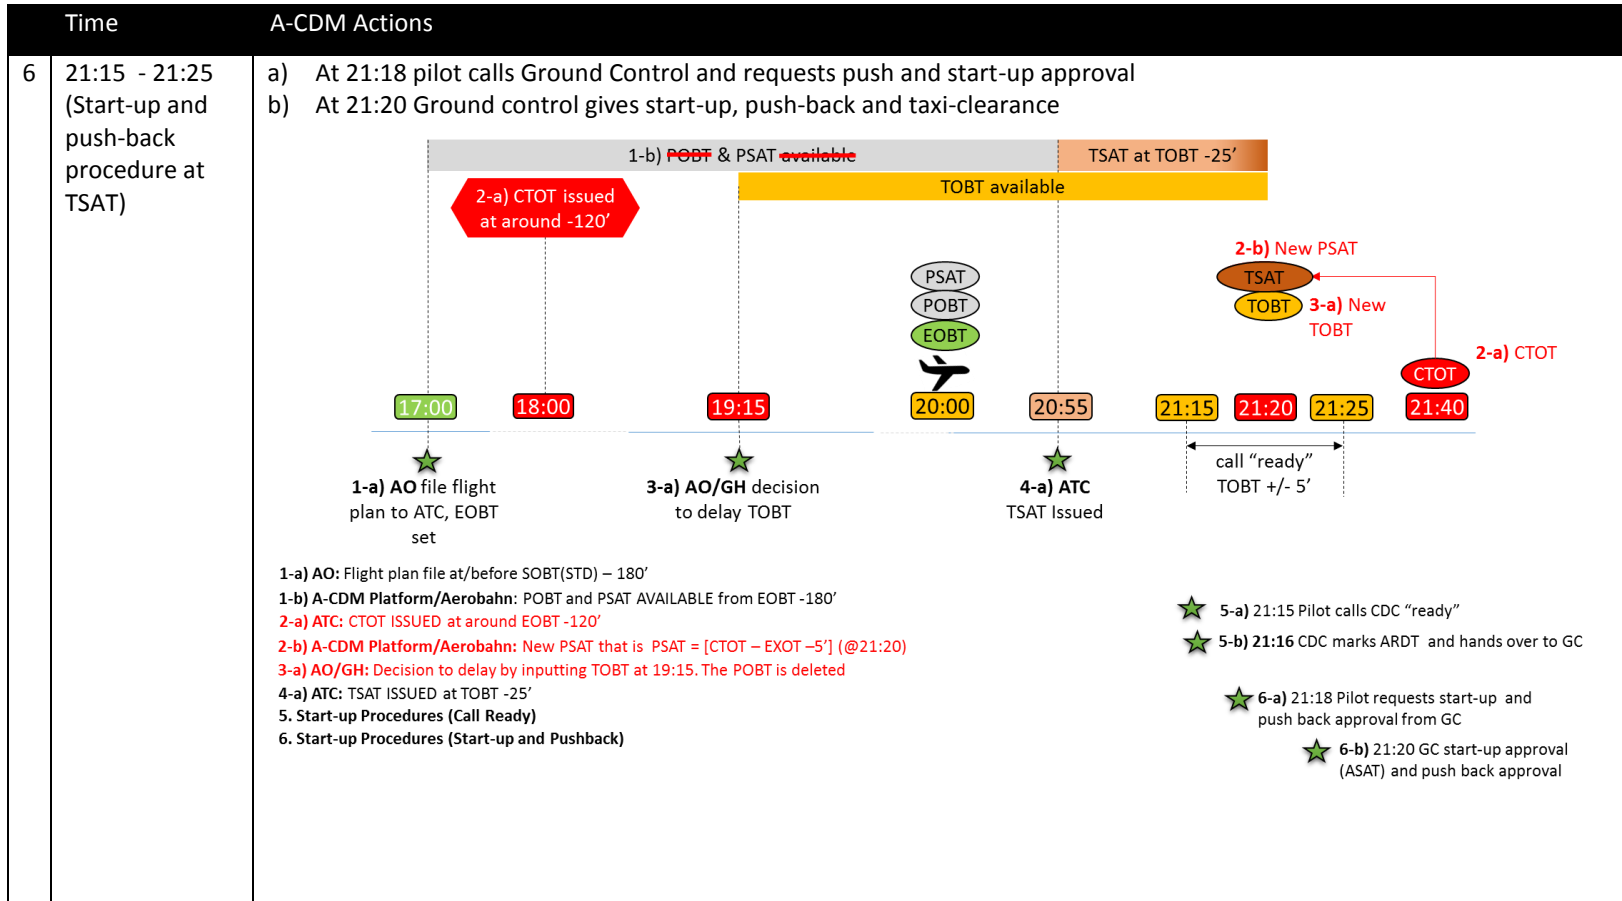 Time A-CDM Actions
6 21:15 - 21:25
(Start-up and
push-back
procedure at
TSAT)
a) At 21:18 pilot calls Ground Control and requests push and start-up approval
b) At 21:20 Ground control gives start-up, push-back and taxi-clearance
1-b) POBT & PSAT available
TSAT at TOBT -25’
TOBT available
2-a) CTOT issued
at around -120’
2-b) New PSAT
PSAT
TSAT
POBT
TOBT
3-a) New
TOBT
EOBT
2-a) CTOT
CTOT
17:00 18:00 19:15 20:00 20:55 21:15 21:20 21:25 21:40
call “ready”
TOBT +/- 5’
1-a) AO file flight
plan to ATC, EOBT
set
3-a) AO/GH decision
to delay TOBT
4-a) ATC
TSAT Issued
1-a) AO: Flight plan file at/before SOBT(STD) – 180’
1-b) A-CDM Platform/Aerobahn: POBT and PSAT AVAILABLE from EOBT -180’
2-a) ATC: CTOT ISSUED at around EOBT -120’
2-b) A-CDM Platform/Aerobahn: New PSAT that is PSAT = [CTOT – EXOT –5’] (@21:20)
3-a) AO/GH: Decision to delay by inputting TOBT at 19:15. The POBT is deleted
4-a) ATC: TSAT ISSUED at TOBT -25’
5. Start-up Procedures (Call Ready)
6. Start-up Procedures (Start-up and Pushback)
5-a) 21:15 Pilot calls CDC “ready”
5-b) 21:16 CDC marks ARDT and hands over to GC
6-a) 21:18 Pilot requests start-up and
push back approval from GC
6-b) 21:20 GC start-up approval
(ASAT) and push back approval